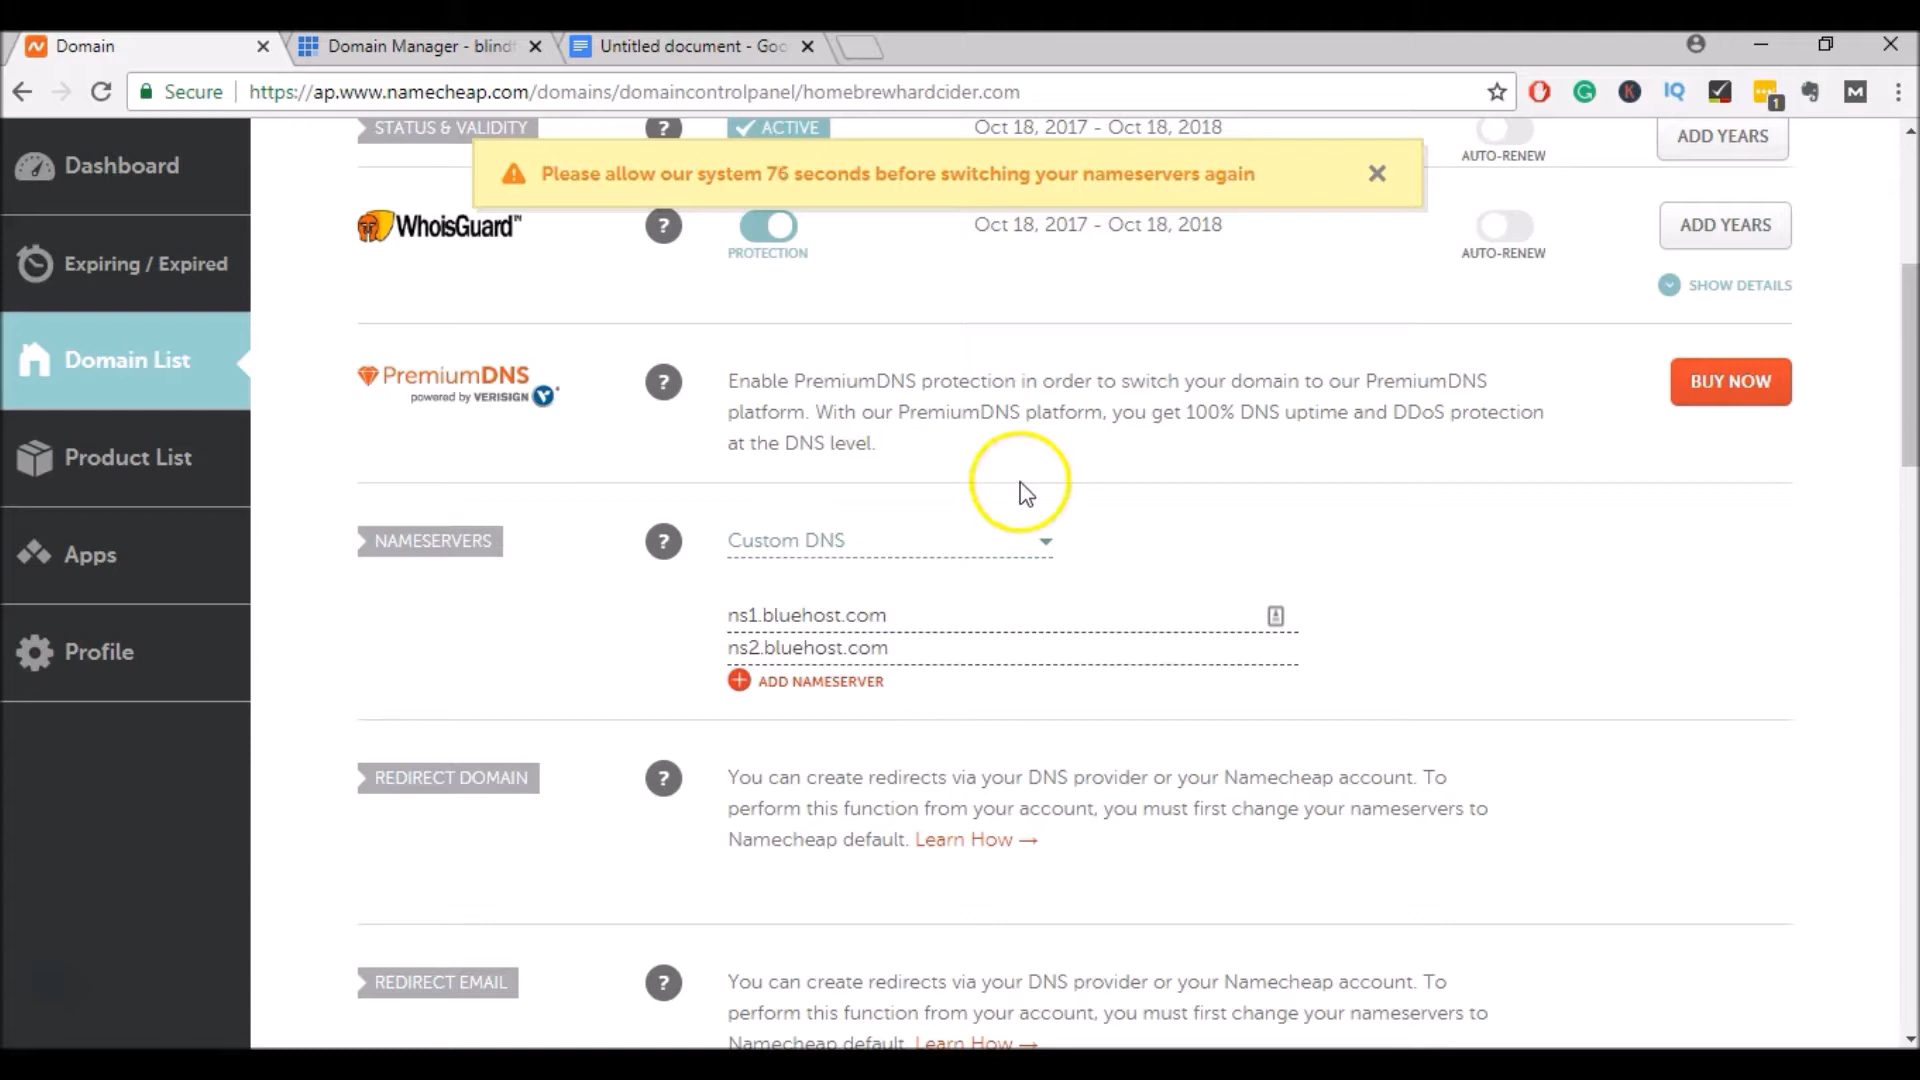 Domain
Domain Manager - blindf
Untitled document - Goo
Secure
https://ap.www.namecheap.com/domains/domaincontrolpanel/homebrewhardcider.com
IQ
1
Dashboard
Expiring / Expired
Domain List
Product List
Apps
Profile
STATUS & VALIDITY
?
ACTIVE
Oct 18, 2017 - Oct 18, 2018
AUTO-RENEW
ADD YEARS
Please allow our system 76 seconds before switching your nameservers again
WhoisGuard™
?
PROTECTION
Oct 18, 2017 - Oct 18, 2018
AUTO-RENEW
ADD YEARS
SHOW DETAILS
PremiumDNS
powered by VERISIGN
?
Enable PremiumDNS protection in order to switch your domain to our PremiumDNS
platform. With our PremiumDNS platform, you get 100% DNS uptime and DDoS protection
at the DNS level.
BUY NOW
NAMESERVERS
?
Custom DNS
ns1.bluehost.com
ns2.bluehost.com
ADD NAMESERVER
REDIRECT DOMAIN
?
You can create redirects via your DNS provider or your Namecheap account. To
perform this function from your account, you must first change your nameservers to
Namecheap default. Learn How →
REDIRECT EMAIL
?
You can create redirects via your DNS provider or your Namecheap account. To
perform this function from your account, you must first change your nameservers to
Namecheap default. Learn How →